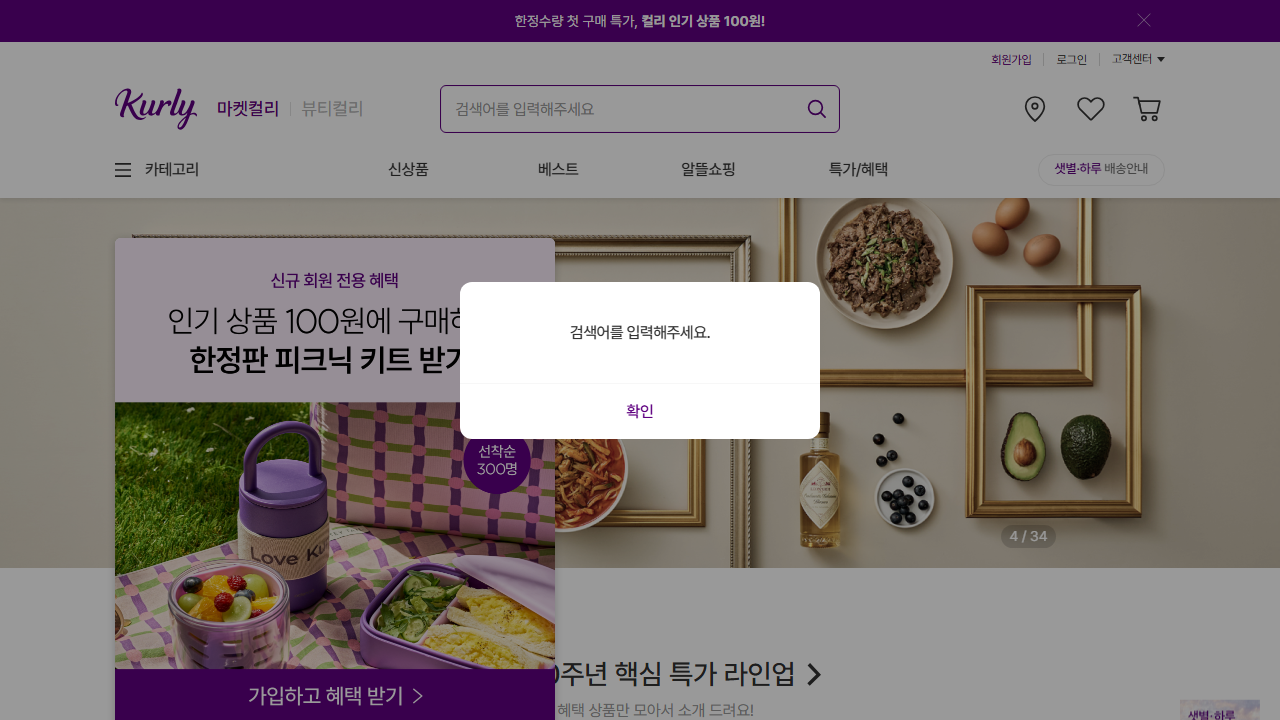 한정수량 첫 구매 특가, 컬리 인기 상품 100원!
회원가입
로그인
고객센터
Kurly
마켓컬리
뷰티컬리
검색어를 입력해주세요
카테고리
신상품
베스트
알뜰쇼핑
특가/혜택
샛별·하루 배송안내
신규 회원 전용 혜택
인기 상품 100원에 구매하
한정판 피크닉 키트 받기
검색어를 입력해주세요.
확인
선착순
300명
Love Ku
4 / 34
0주년 핵심 특가 라인업
혜택 상품만 모아서 소개 드려요!
가입하고 혜택 받기
샛별·하루